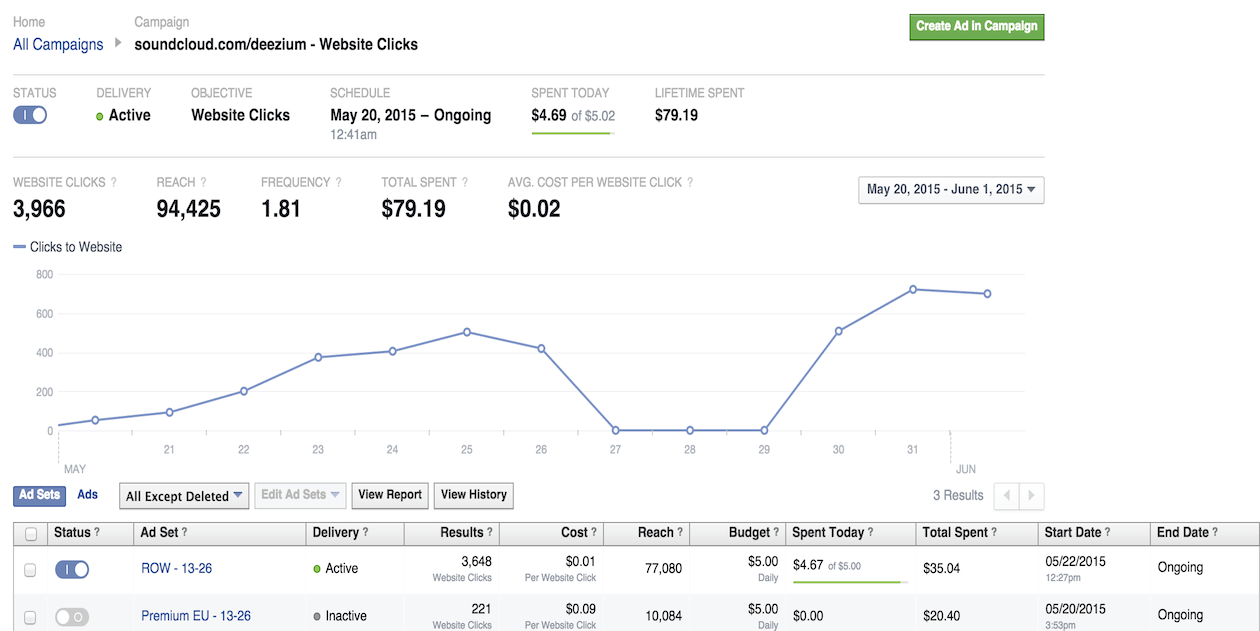 Home Campaign
All Campaigns soundcloud.com/deezium - Website Clicks
Create Ad in Campaign
STATUS DELIVERY OBJECTIVE SCHEDULE SPENT TODAY LIFETIME SPENT
Active Website Clicks May 20, 2015 – Ongoing $4.69 of $5.02 $79.19
12:41am
WEBSITE CLICKS ? REACH ? FREQUENCY ? TOTAL SPENT ? AVG. COST PER WEBSITE CLICK ?
3,966 94,425 1.81 $79.19 $0.02
May 20, 2015 - June 1, 2015
Clicks to Website
800
600
400
200
0
21 22 23 24 25 26 27 28 29 30 31
MAY JUN
Ad Sets Ads All Except Deleted Edit Ad Sets View Report View History 3 Results
Status ? Ad Set ? Delivery ? Results ? Cost ? Reach ? Budget ? Spent Today ? Total Spent ? Start Date ? End Date ?
ROW - 13-26 Active 3,648 $0.01 77,080 $5.00 $4.67 of $5.00 $35.04 05/22/2015 Ongoing
Website Clicks Per Website Click Daily 12:27pm
Premium EU - 13-26 Inactive 221 $0.09 10,084 $5.00 $0.00 $20.40 05/20/2015 Ongoing
Website Clicks Per Website Click Daily 3:53pm